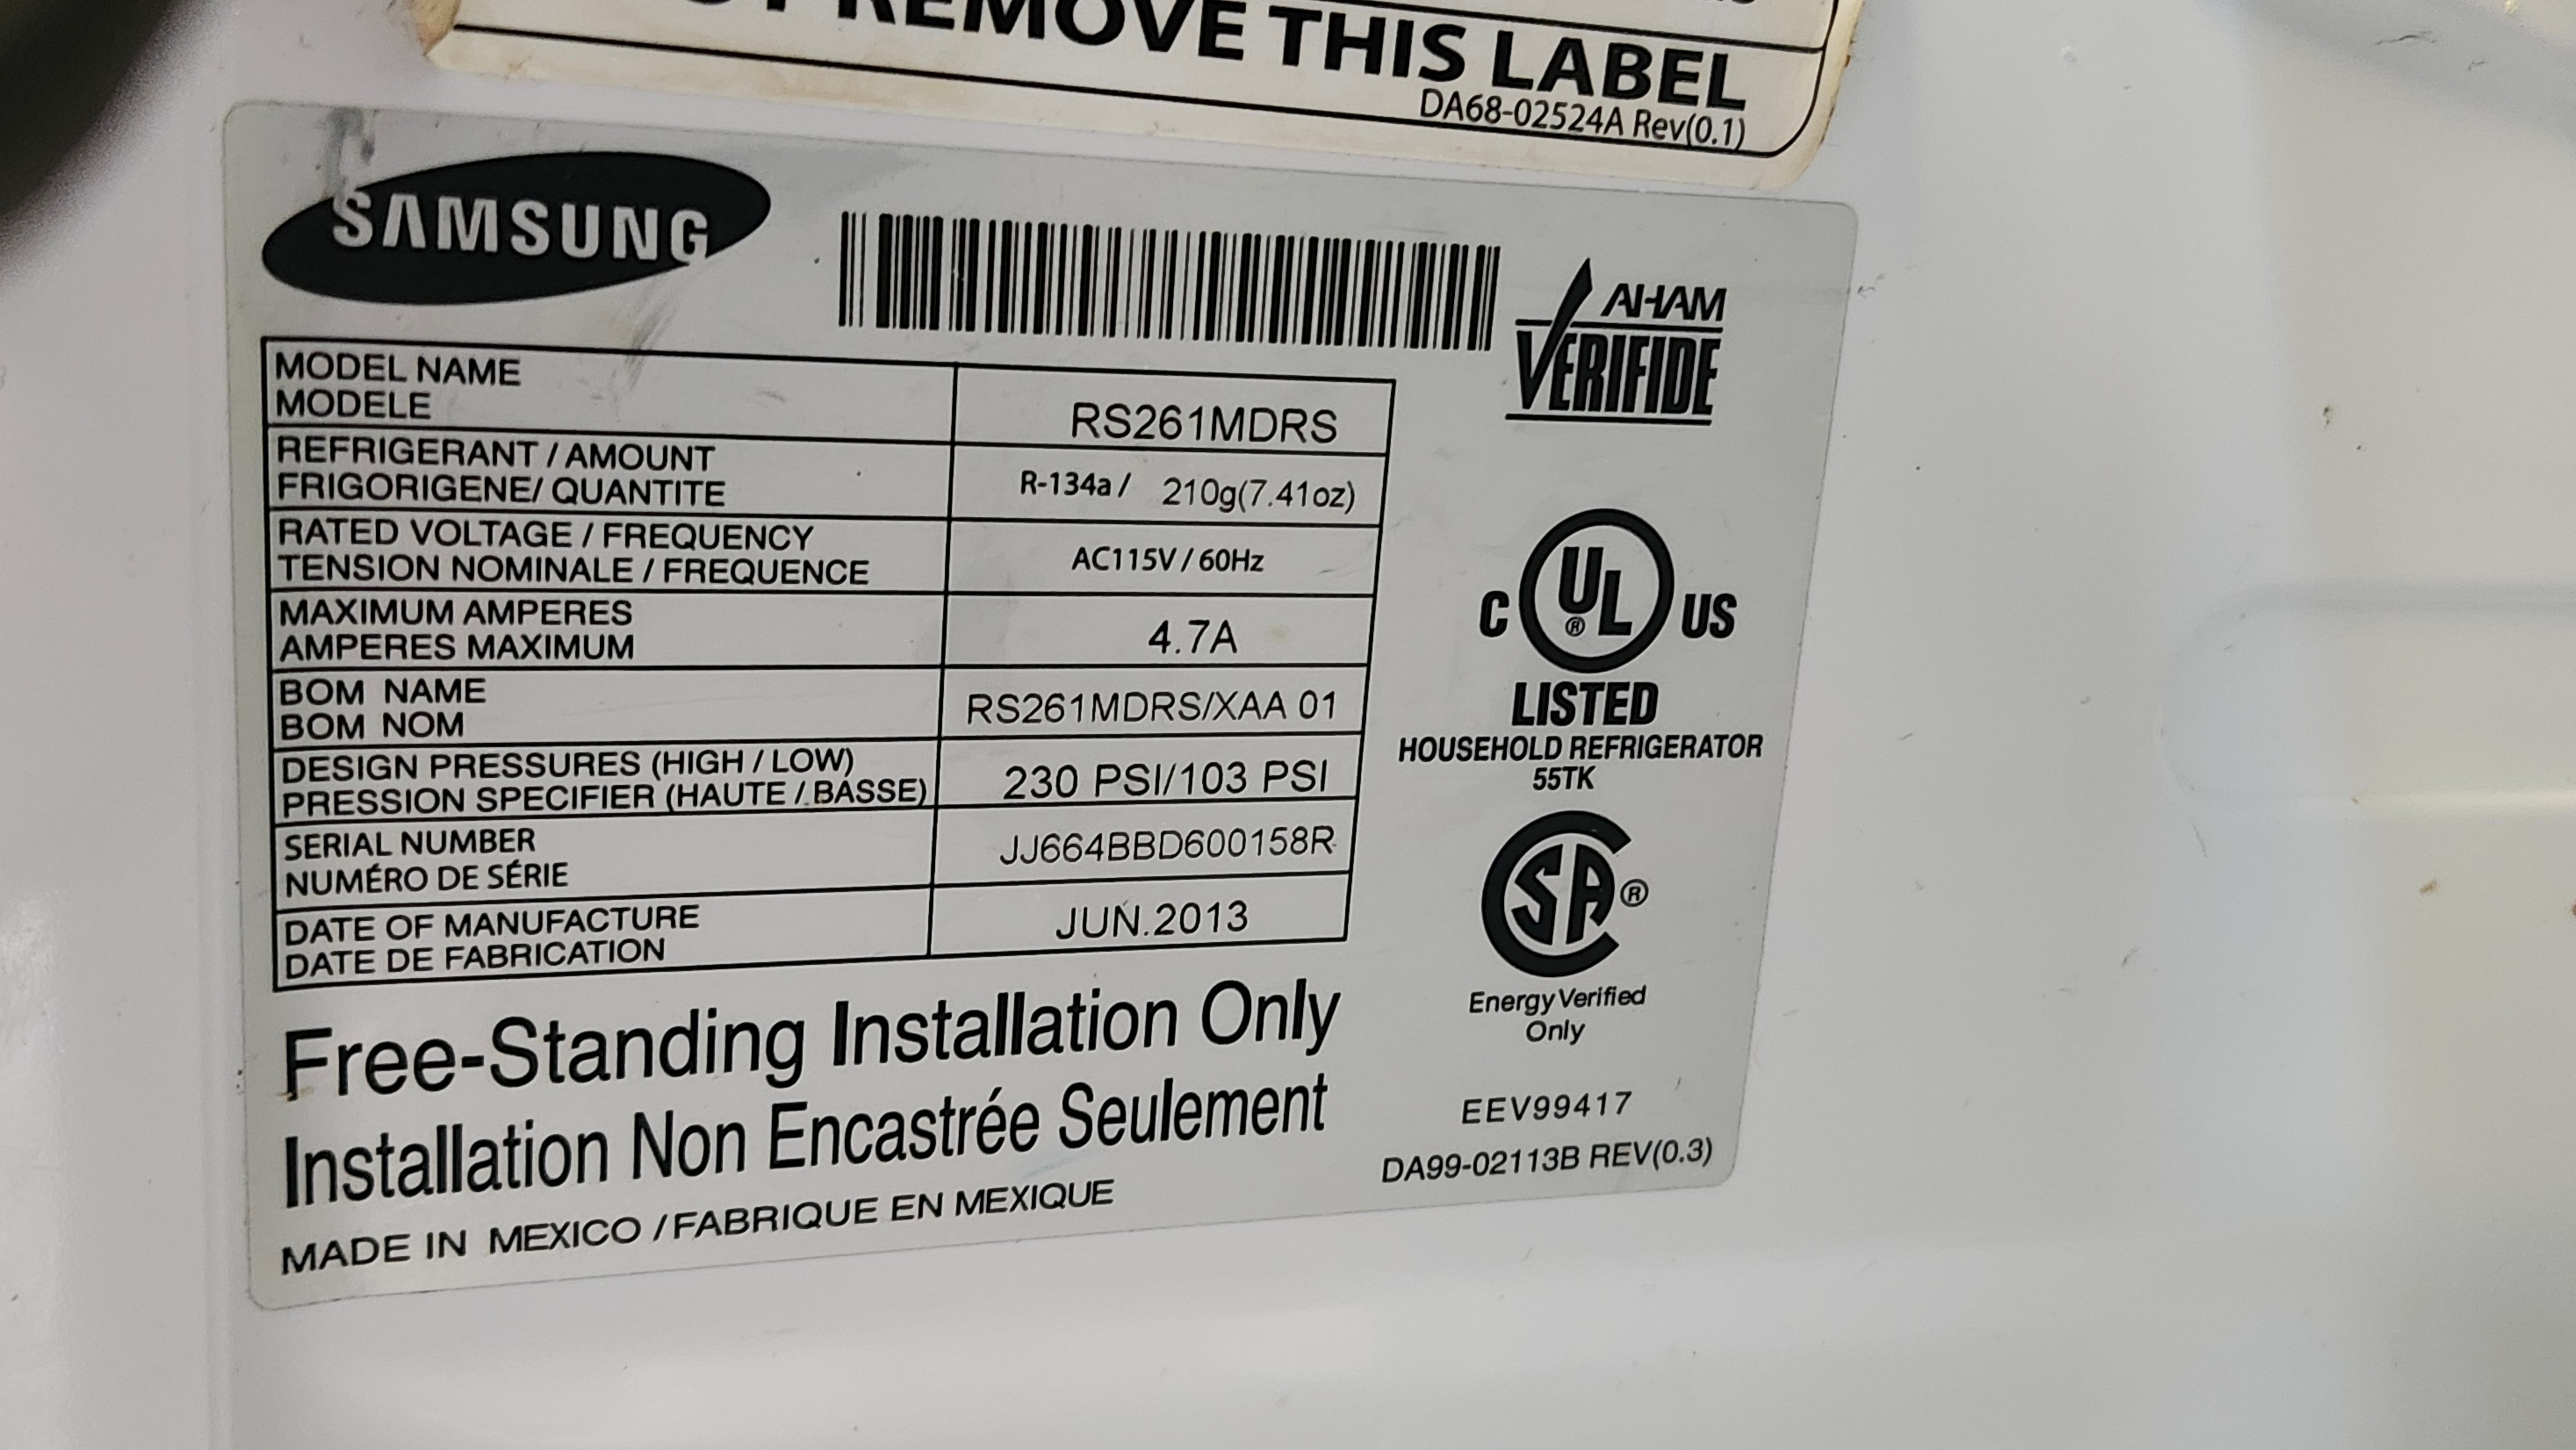 REMOVE THIS LABEL
DA68-02524A Rev(0.1)
SAMSUNG
AHAM
VERIFIDE
MODEL NAME
MODELE
RS261MDRS
REFRIGERANT / AMOUNT
FRIGORIGENE/ QUANTITE
R-134a / 210g(7.41oz)
RATED VOLTAGE / FREQUENCY
TENSION NOMINALE / FREQUENCE
AC115V / 60Hz
MAXIMUM AMPERES
AMPERES MAXIMUM
4.7A
BOM NAME
BOM NOM
RS261MDRS/XAA 01
DESIGN PRESSURES (HIGH / LOW)
PRESSION SPECIFIER (HAUTE / BASSE)
230 PSI/103 PSI
SERIAL NUMBER
NUMÉRO DE SÉRIE
JJ664BBD600158R
DATE OF MANUFACTURE
DATE DE FABRICATION
JUN.2013
C UL ® US
LISTED
HOUSEHOLD REFRIGERATOR
55TK
SA ®
Energy Verified
Only
EEV99417
DA99-02113B REV(0.3)
Free-Standing Installation Only
Installation Non Encastrée Seulement
MADE IN MEXICO / FABRIQUE EN MEXIQUE